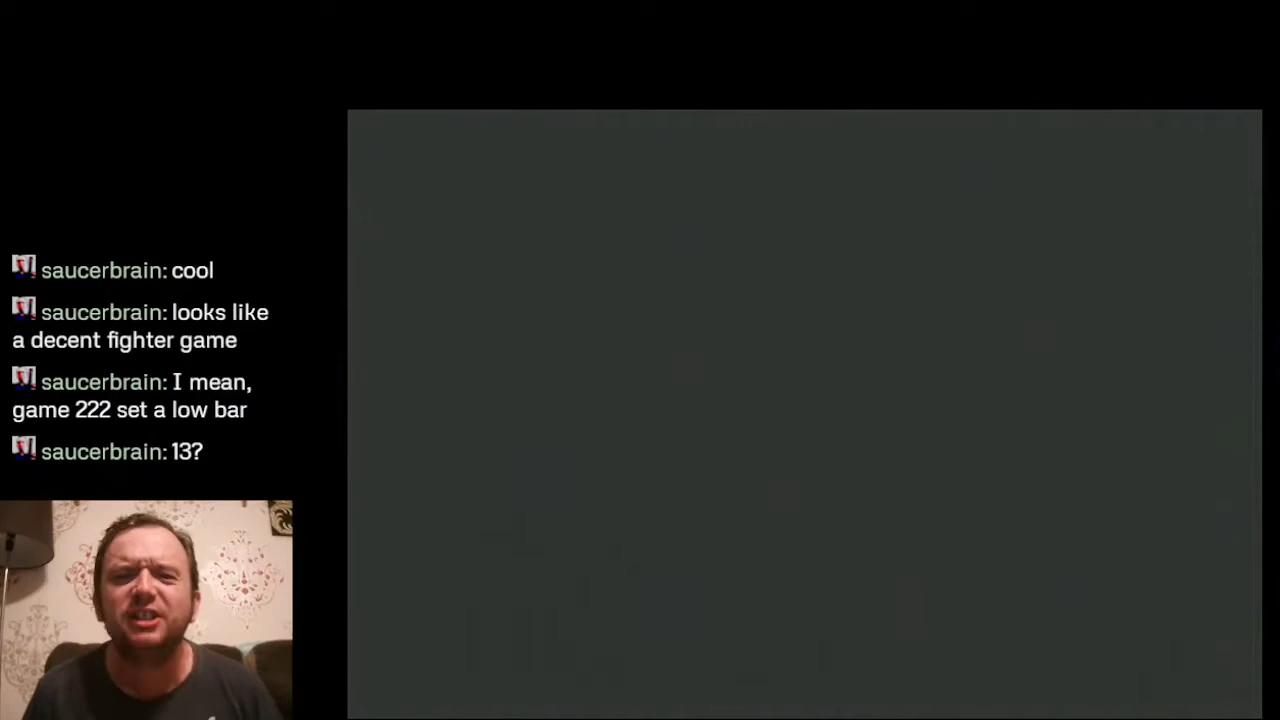 saucerbrain: cool
saucerbrain: looks like
a decent fighter game
saucerbrain: I mean,
game 222 set a low bar
saucerbrain: 13?